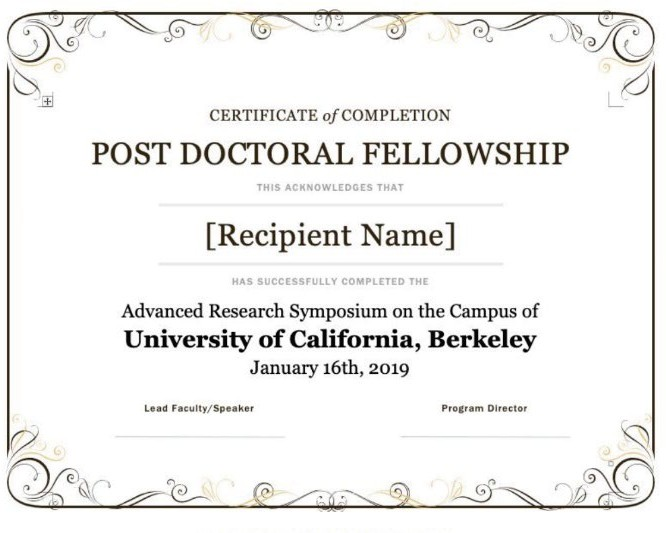 CERTIFICATE of COMPLETION
POST DOCTORAL FELLOWSHIP
THIS ACKNOWLEDGES THAT
[Recipient Name]
HAS SUCCESSFULLY COMPLETED THE
Advanced Research Symposium on the Campus of
University of California, Berkeley
January 16th, 2019
Lead Faculty/Speaker
Program Director